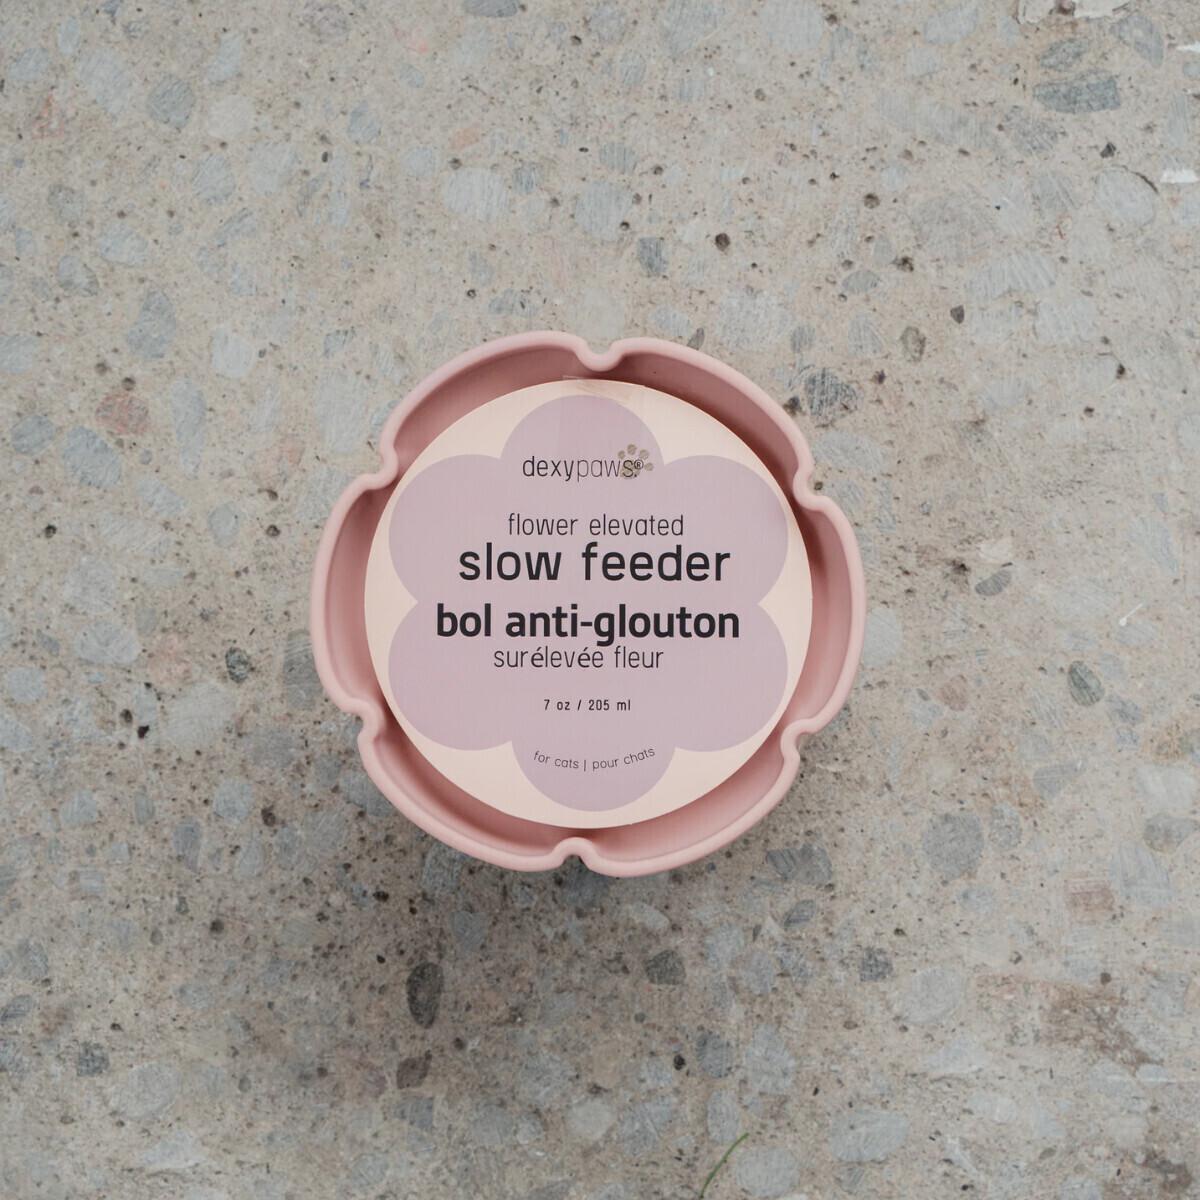 dexypaws®
flower elevated
slow feeder
bol anti-glouton
surélevée fleur
7 oz / 205 ml
for cats | pour chats